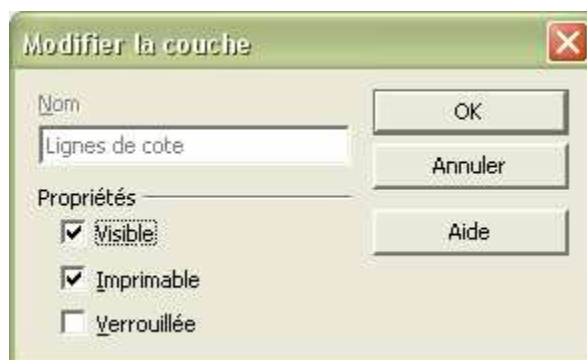 Modifier la couche
Nom
OK
Lignes de cote
Annuler
Propriétés
Visible
Aide
Imprimable
Verrouillée